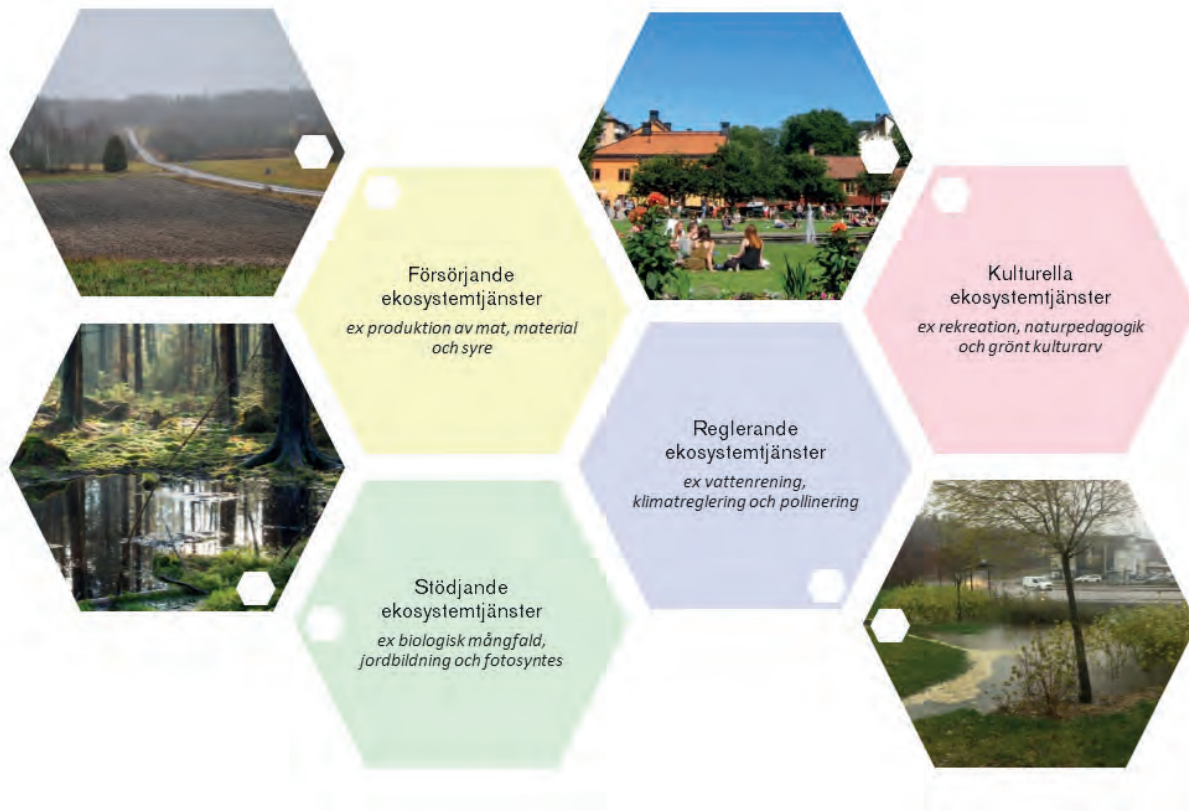 Försörjande
ekosystemtjänster
ex produktion av mat, material
och syre
Kulturella
ekosystemtjänster
ex rekreation, naturpedagogik
och grönt kulturarv
Reglerande
ekosystemtjänster
ex vattenrening,
klimatreglering och pollinering
Stödjande
ekosystemtjänster
ex biologisk mångfald,
jordbildning och fotosyntes